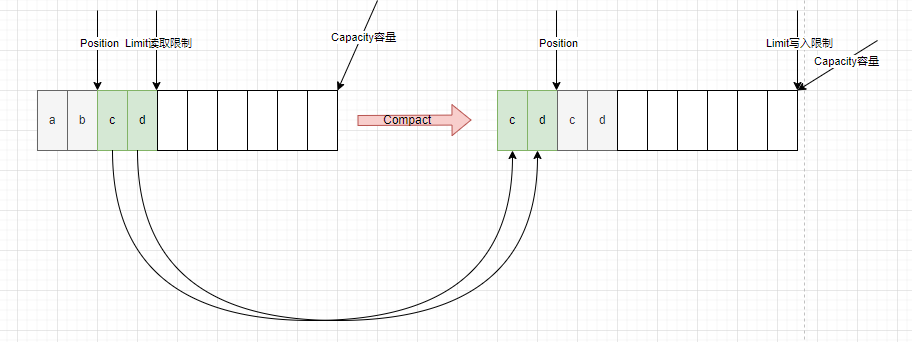 Position
Limit读取限制
Capacity容量
a
b
c
d
Compact
Position
Limit写入限制
Capacity容量
c
d
c
d